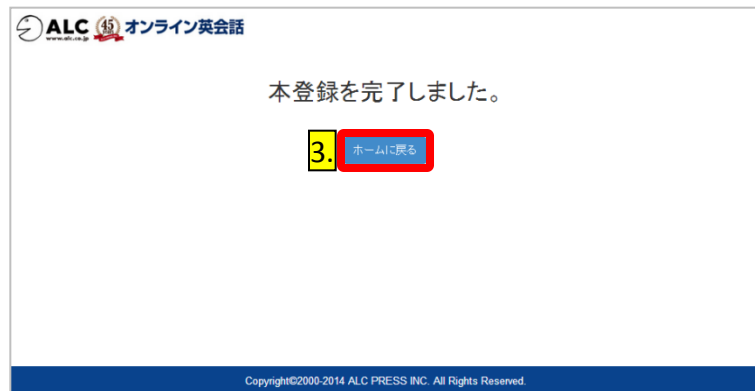 ALC 45 オンライン英会話
www.alc.co.jp
本登録を完了しました。
3. ホームに戻る
Copyright©2000-2014 ALC PRESS INC. All Rights Reserved.